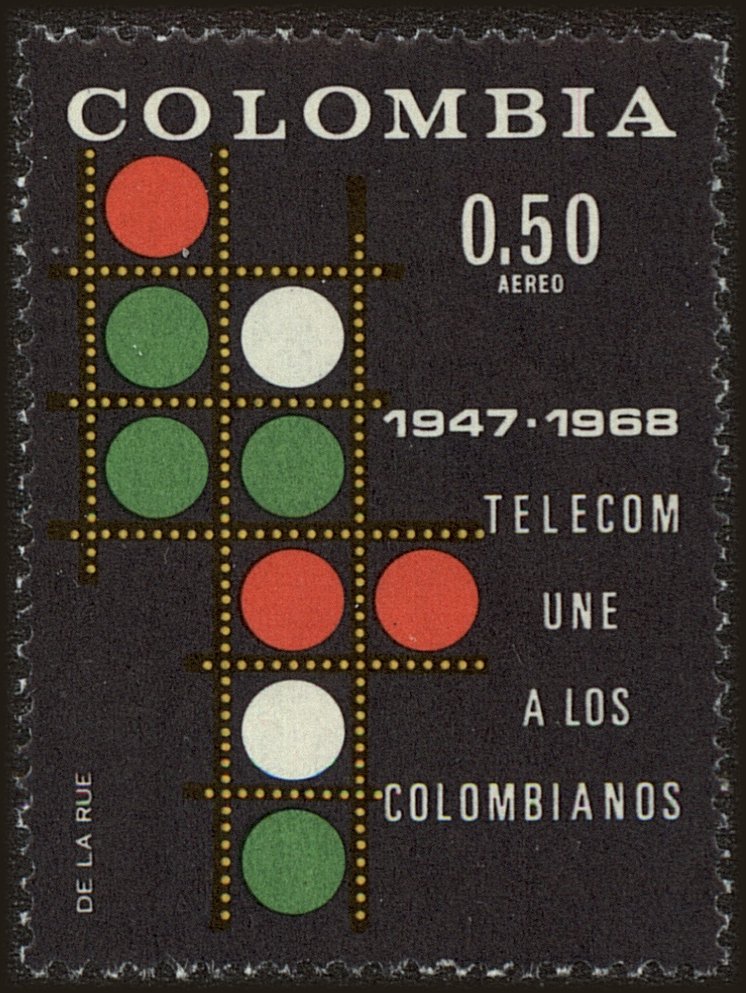 COLOMBIA
0.50
AEREO
1947·1968
TELECOM
UNE
A LOS
COLOMBIANOS
DE LA RUE